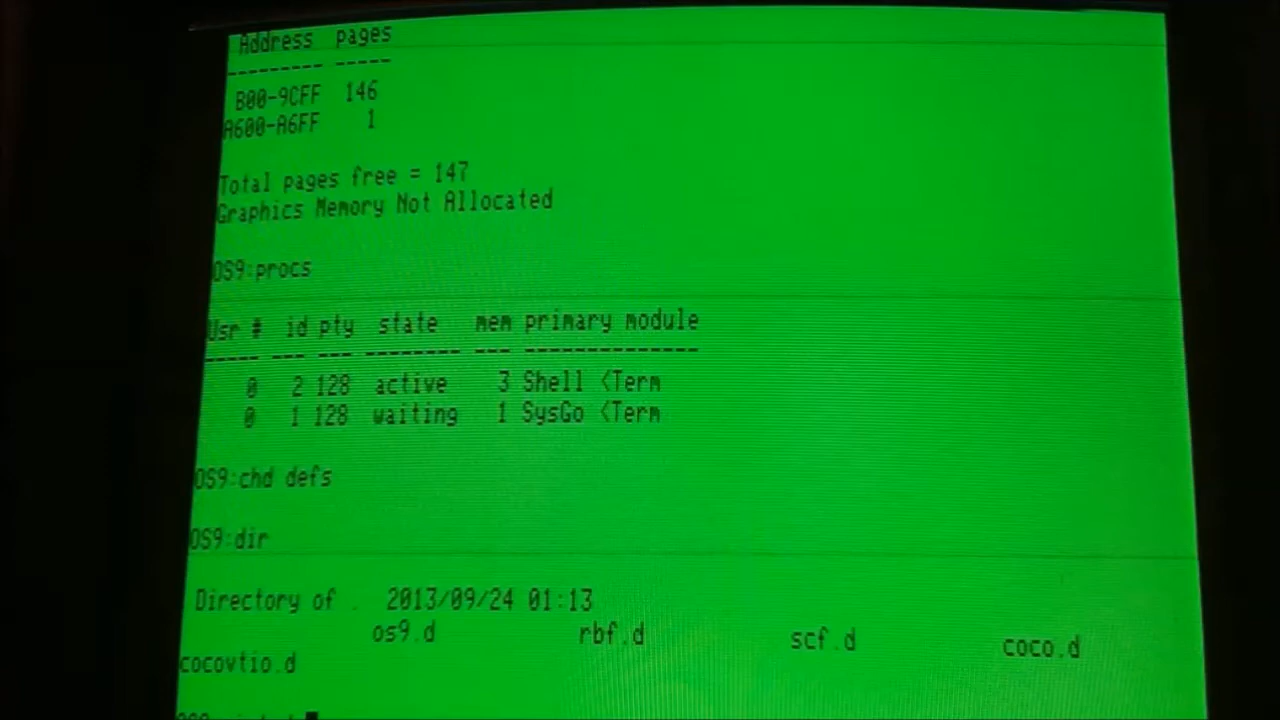 Address pages
--------- -----
B00-9CFF 146
A600-A6FF 1
Total pages free = 147
Graphics Memory Not Allocated
OS9:procs
Usr # id pty state mem primary module
----- --- --- -------- --- ---------------
0 2 128 active 3 Shell <Term
0 1 128 waiting 1 SysGo <Term
OS9:chd defs
OS9:dir
Directory of . 2013/09/24 01:13
os9.d rbf.d scf.d coco.d
cocovtio.d